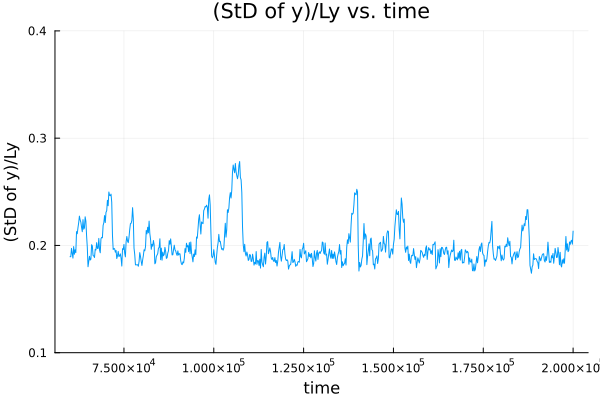 (StD of y)/Ly vs. time
0.4
0.3
0.2
0.1
(StD of y)/Ly
7.500×10⁴ 1.000×10⁵ 1.250×10⁵ 1.500×10⁵ 1.750×10⁵ 2.000×10⁵
time